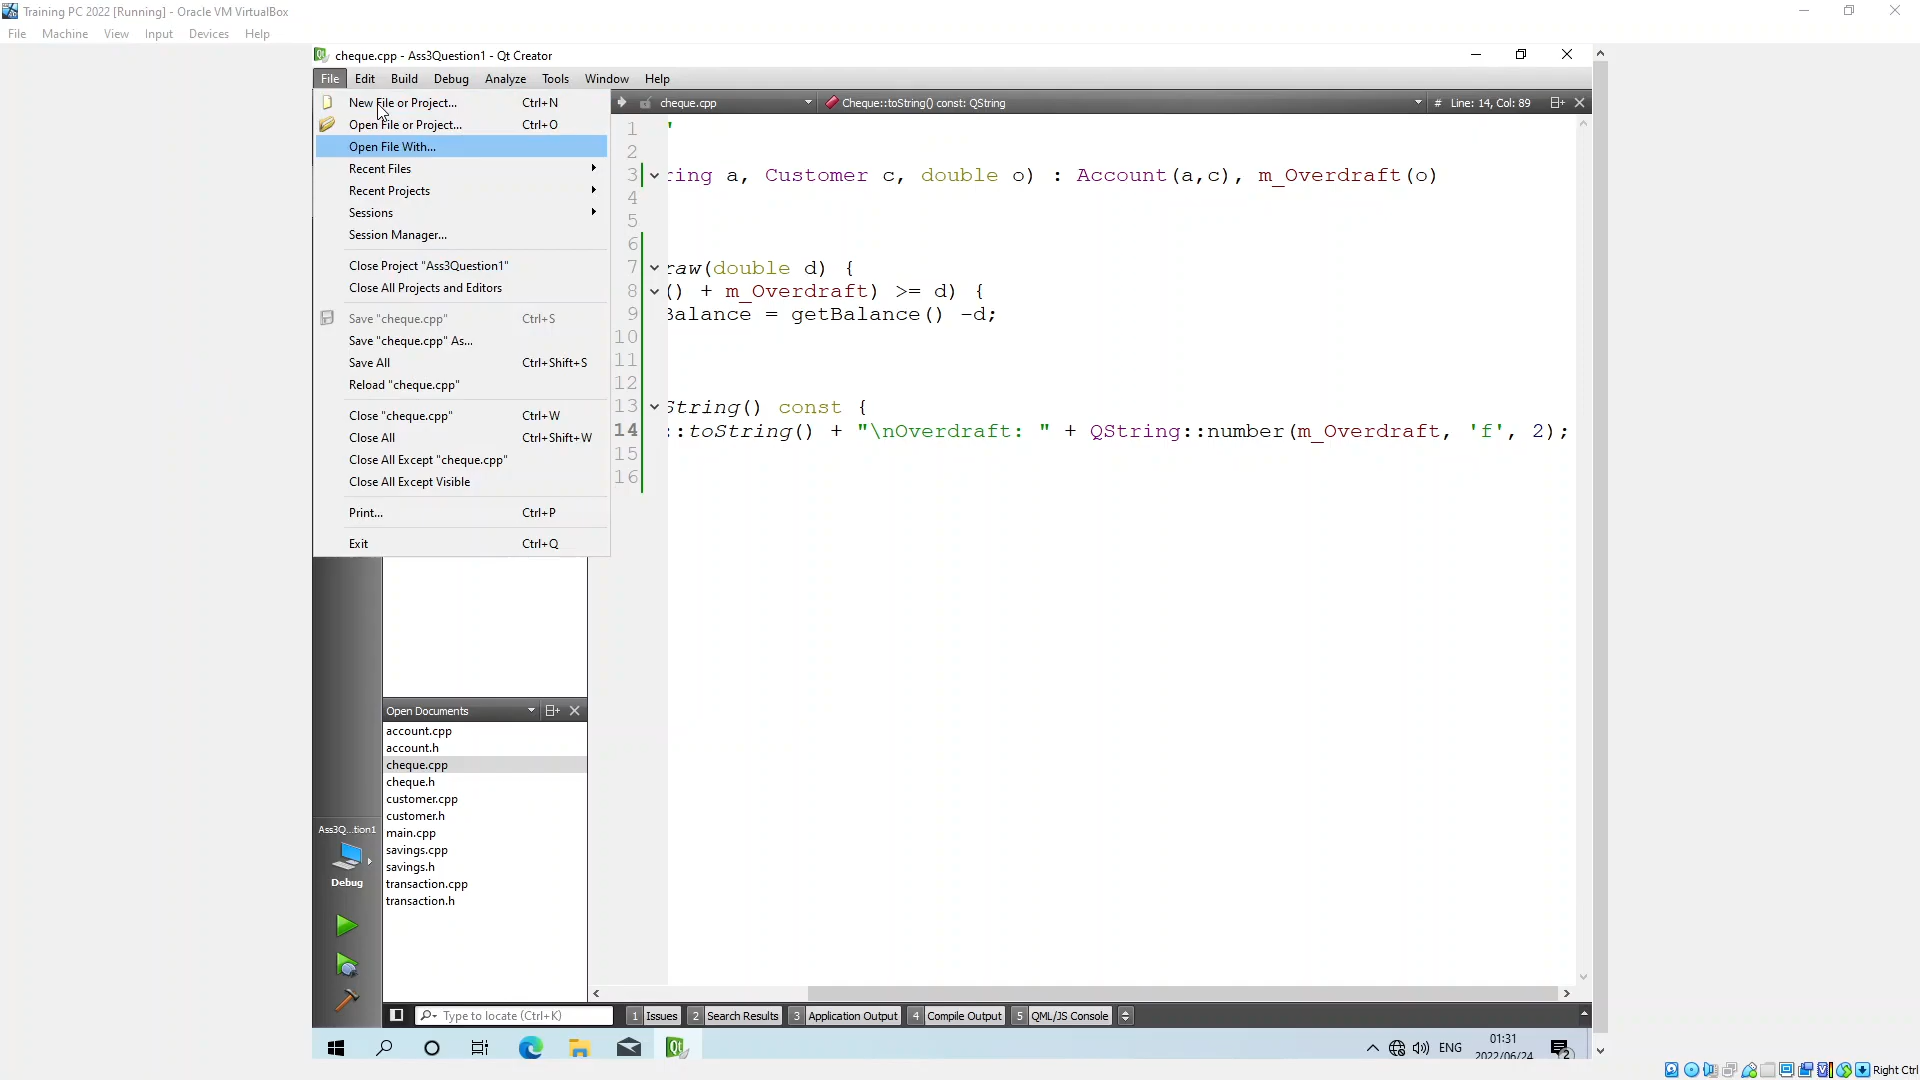 Training PC 2022 [Running] - Oracle VM VirtualBox
File Machine View Input Devices Help
cheque.cpp - Ass3Question1 - Qt Creator
File Edit Build Debug Analyze Tools Window Help
cheque.cpp Cheque::toString() const: QString # Line: 14, Col: 89
New File or Project... Ctrl+N
Open File or Project... Ctrl+O
Open File With...
Recent Files
Recent Projects
Sessions
Session Manager...
Close Project "Ass3Question1"
Close All Projects and Editors
Save "cheque.cpp" Ctrl+S
Save "cheque.cpp" As...
Save All Ctrl+Shift+S
Reload "cheque.cpp"
Close "cheque.cpp" Ctrl+W
Close All Ctrl+Shift+W
Close All Except "cheque.cpp"
Close All Except Visible
Print... Ctrl+P
Exit Ctrl+Q
1 "
2
3 ring a, Customer c, double o) : Account(a,c), m_Overdraft(o)
4
5
6
7 raw(double d) {
8 () + m_Overdraft) >= d) {
9 Balance = getBalance() -d;
10
11
12
13 String() const {
14 ::toString() + "\nOverdraft: " + QString::number(m_Overdraft, 'f', 2);
15
16
Open Documents
account.cpp
account.h
cheque.cpp
cheque.h
customer.cpp
customer.h
main.cpp
savings.cpp
savings.h
transaction.cpp
transaction.h
Ass3Q...tion1
Debug
Type to locate (Ctrl+K) 1 Issues 2 Search Results 3 Application Output 4 Compile Output 5 QML/JS Console
ENG
01:31
2022/06/24
2
Right Ctrl